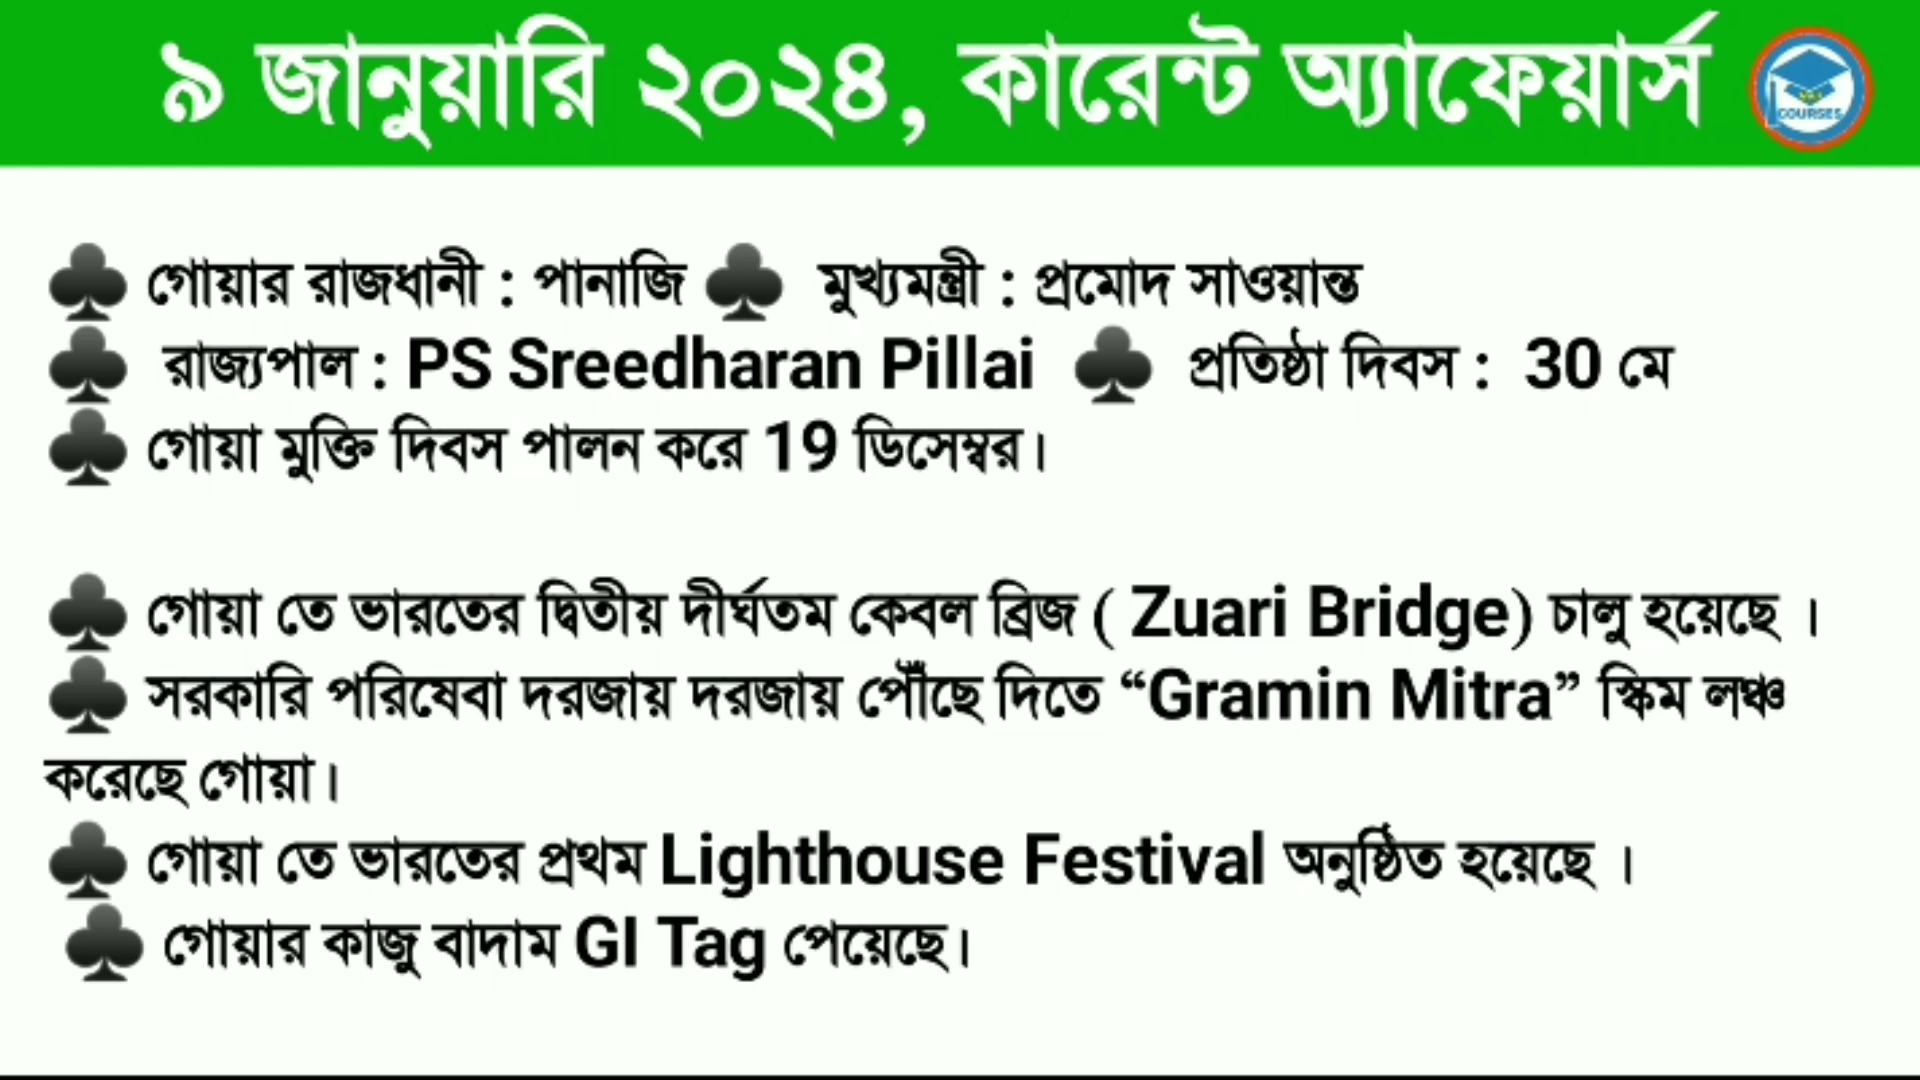 ৯ জানুয়ারি ২০২৪, কারেন্ট অ্যাফেয়ার্স
COURSES
♣ গোয়ার রাজধানী : পানাজি ♣ মুখ্যমন্ত্রী : প্রমোদ সাওয়ান্ত
♣ রাজ্যপাল : PS Sreedharan Pillai ♣ প্রতিষ্ঠা দিবস : 30 মে
♣ গোয়া মুক্তি দিবস পালন করে 19 ডিসেম্বর।
♣ গোয়া তে ভারতের দ্বিতীয় দীর্ঘতম কেবল ব্রিজ ( Zuari Bridge) চালু হয়েছে ।
♣ সরকারি পরিষেবা দরজায় দরজায় পৌঁছে দিতে “Gramin Mitra” স্কিম লঞ্চ
করেছে গোয়া।
♣ গোয়া তে ভারতের প্রথম Lighthouse Festival অনুষ্ঠিত হয়েছে ।
♣ গোয়ার কাজু বাদাম GI Tag পেয়েছে।